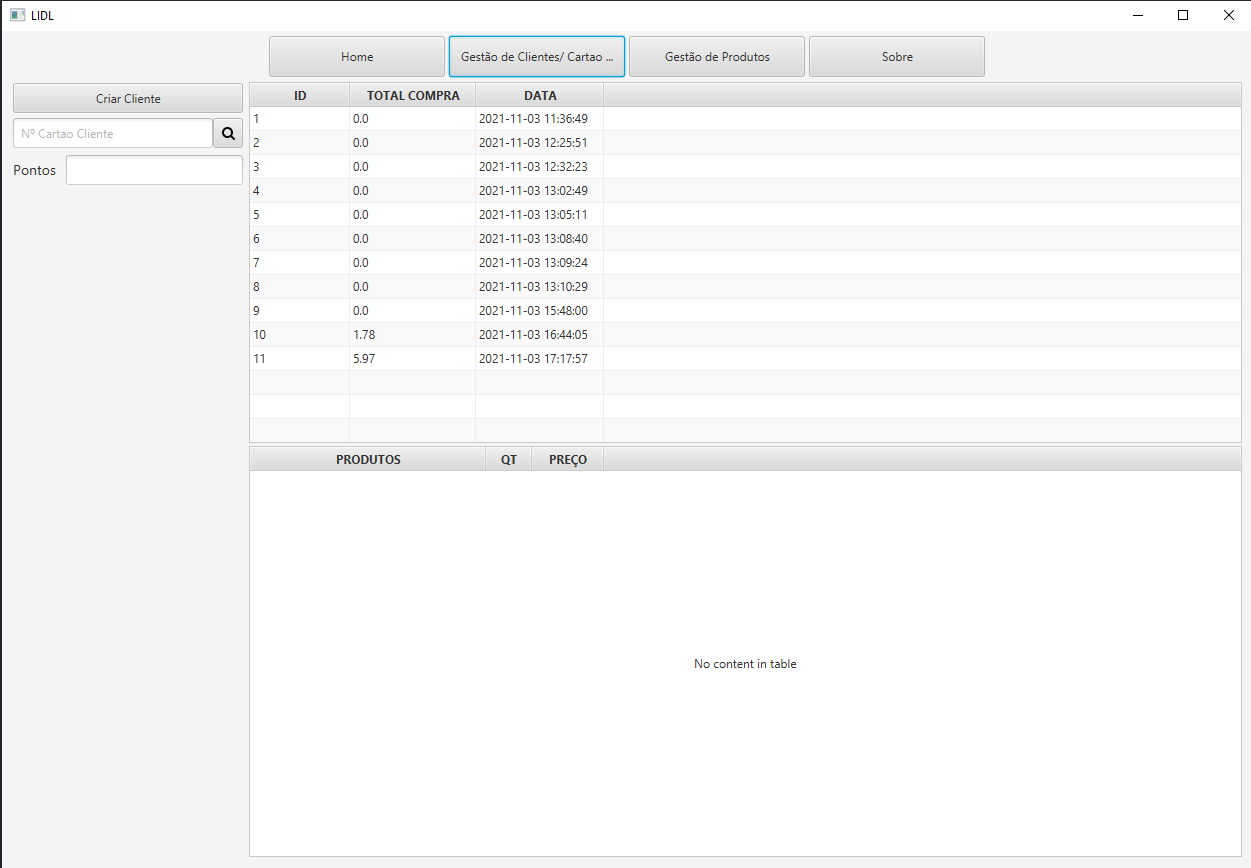 LIDL
Home Gestão de Clientes/ Cartao ... Gestão de Produtos Sobre
Criar Cliente
Nº Cartao Cliente
Pontos
ID TOTAL COMPRA DATA
1 0.0 2021-11-03 11:36:49
2 0.0 2021-11-03 12:25:51
3 0.0 2021-11-03 12:32:23
4 0.0 2021-11-03 13:02:49
5 0.0 2021-11-03 13:05:11
6 0.0 2021-11-03 13:08:40
7 0.0 2021-11-03 13:09:24
8 0.0 2021-11-03 13:10:29
9 0.0 2021-11-03 15:48:00
10 1.78 2021-11-03 16:44:05
11 5.97 2021-11-03 17:17:57
PRODUTOS QT PREÇO
No content in table